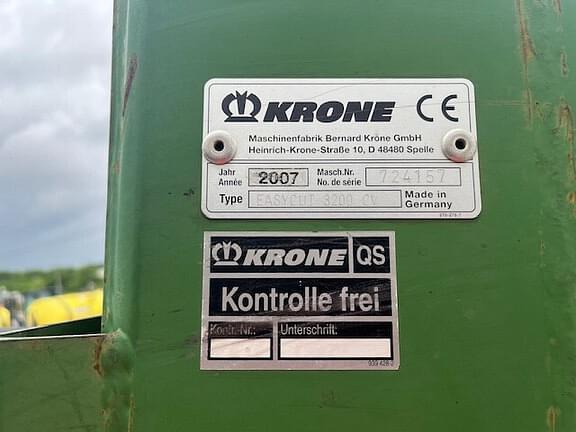 KRONE CE
Maschinenfabrik Bernard Krone GmbH
Heinrich-Krone-Straße 10, D 48480 Spelle
Jahr
Année
2007
Masch.Nr.
No. de série
724157
Type EASYCUT 3200 CV
Made in
Germany
KRONE QS
Kontrolle frei
Kontr.-Nr.: Unterschrift: